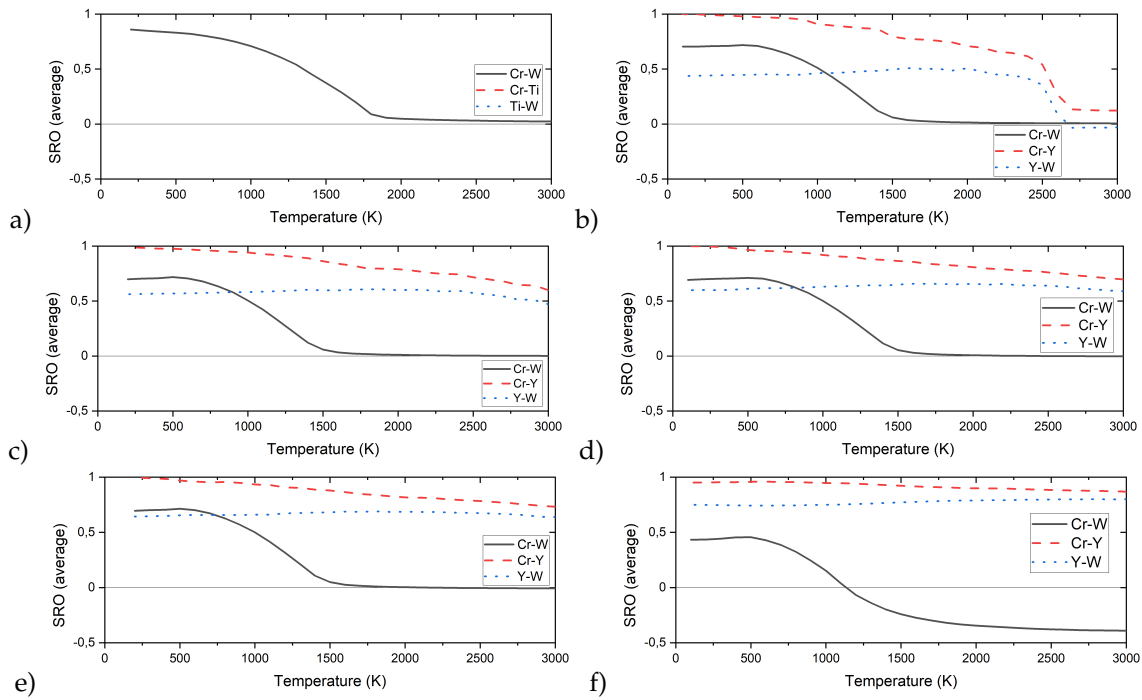 1
0,5
0
-0,5
SRO (average)
0 500 1000 1500 2000 2500 3000
Temperature (K)
Cr-W
Cr-Ti
Ti-W
a)
1
0,5
0
-0,5
SRO (average)
0 500 1000 1500 2000 2500 3000
Temperature (K)
Cr-W
Cr-Y
Y-W
b)
1
0,5
0
-0,5
SRO (average)
0 500 1000 1500 2000 2500 3000
Temperature (K)
Cr-W
Cr-Y
Y-W
c)
1
0,5
0
-0,5
SRO (average)
0 500 1000 1500 2000 2500 3000
Temperature (K)
Cr-W
Cr-Y
Y-W
d)
1
0,5
0
-0,5
SRO (average)
0 500 1000 1500 2000 2500 3000
Temperature (K)
Cr-W
Cr-Y
Y-W
e)
1
0,5
0
-0,5
SRO (average)
0 500 1000 1500 2000 2500 3000
Temperature (K)
Cr-W
Cr-Y
Y-W
f)